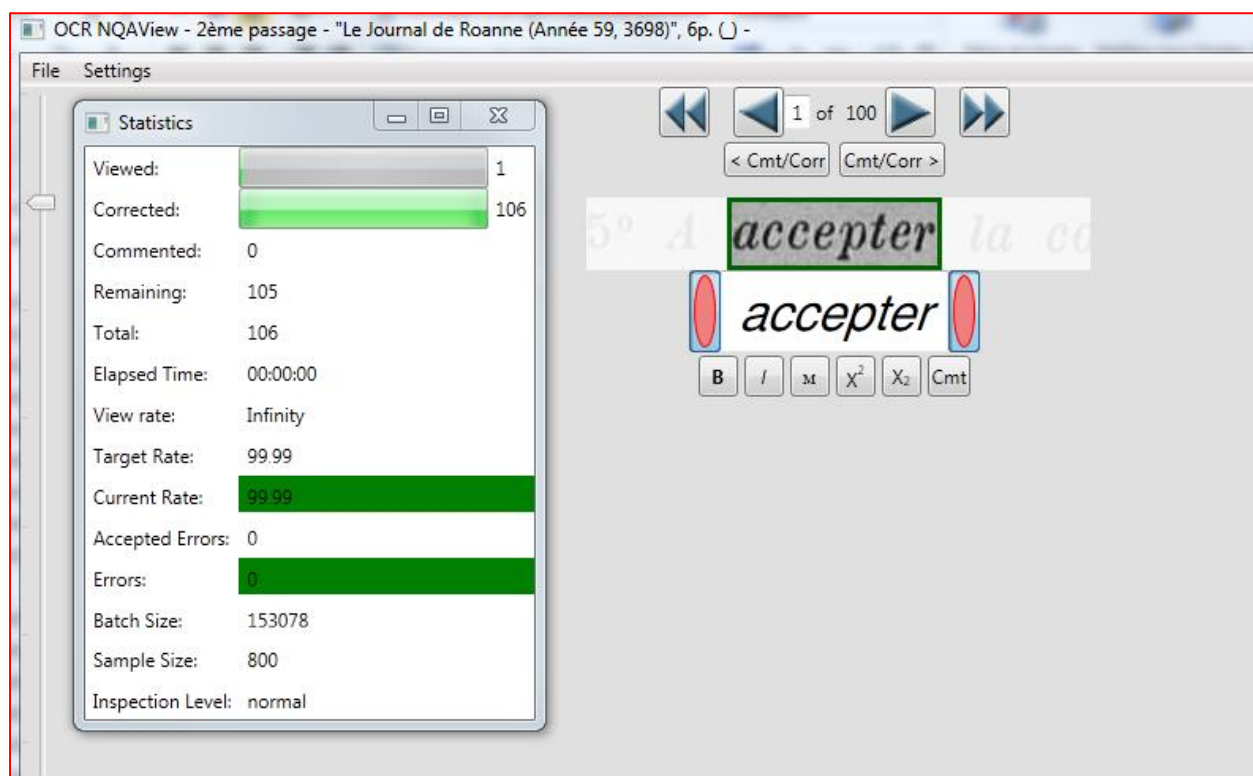 OCR NQAView - 2ème passage - "Le Journal de Roanne (Année 59, 3698)", 6p. (_) -
File Settings
Statistics
Viewed: 1
Corrected: 106
Commented: 0
Remaining: 105
Total: 106
Elapsed Time: 00:00:00
View rate: Infinity
Target Rate: 99.99
Current Rate: 99.99
Accepted Errors: 0
Errors: 0
Batch Size: 153078
Sample Size: 800
Inspection Level: normal
1 of 100
< Cmt/Corr Cmt/Corr >
5° A accepter la co
accepter
B I M X² X₂ Cmt